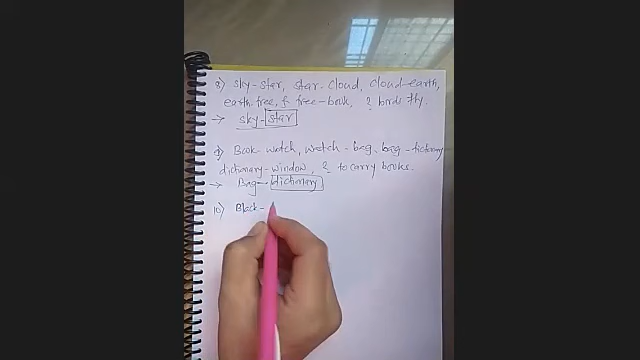 8) sky-star, star-cloud, cloud-earth,
earth-tree, & tree-book, ? birds fly.
→ sky-star
9) Book-watch, watch-bag, bag-dictionary
dictionary-window, ? to carry books.
→ Bag-dictionary
10) Black-